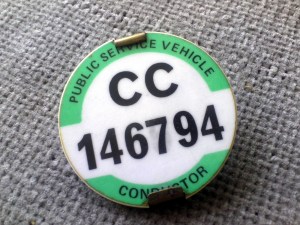 PUBLIC SERVICE VEHICLE
CC
146794
CONDUCTOR